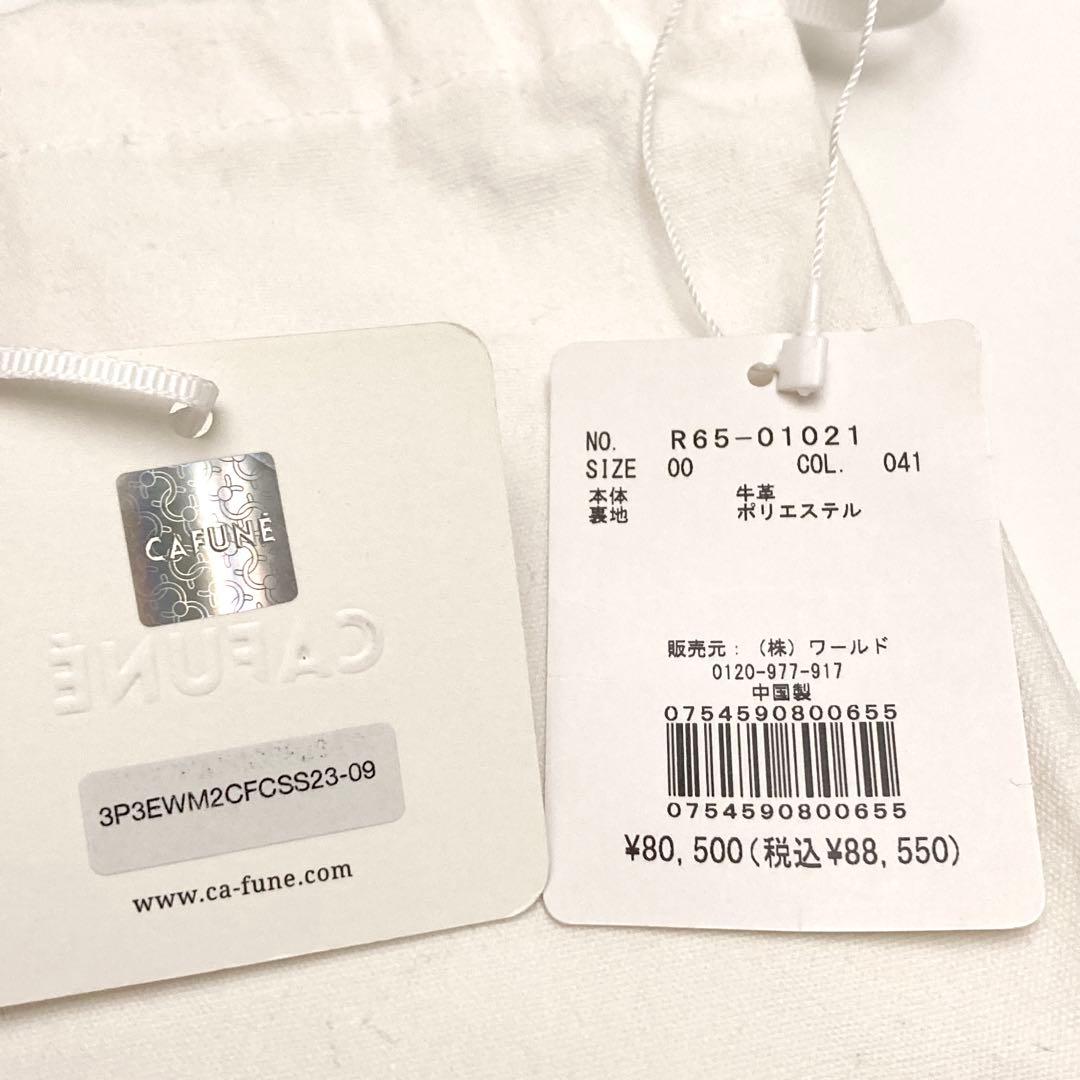 CAFUNÉ
CAFUNÉ
3P3EWM2CFCSS23-09
www.ca-fune.com
NO. R65-01021
SIZE 00 COL. 041
本体 牛革
裏地 ポリエステル
販売元：（株）ワールド
0120-977-917
中国製
0754590800655
0754590800655
¥80,500(税込¥88,550)